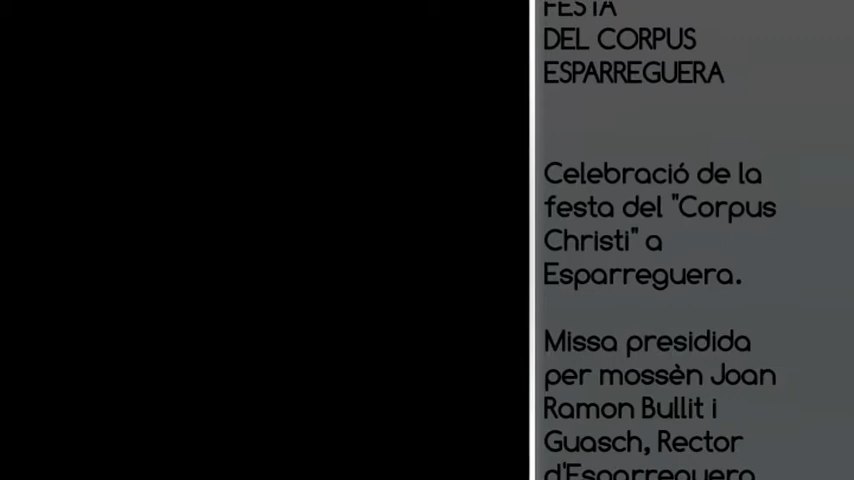 FESTA
DEL CORPUS
ESPARREGUERA
Celebració de la
festa del "Corpus
Christi" a
Esparreguera.
Missa presidida
per mossèn Joan
Ramon Bullit i
Guasch, Rector
d'Esparreguera